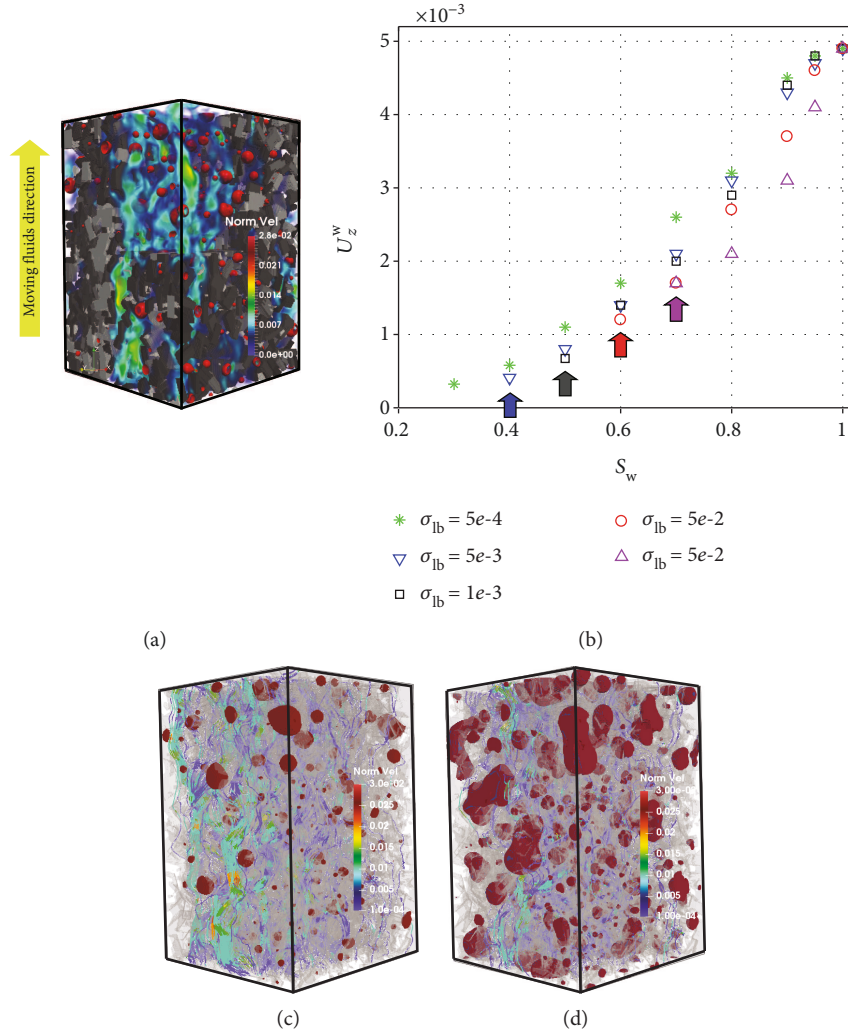 Moving fluids direction
Norm Vel
2.8e-02
0.021
0.014
0.007
0.0e+00
(a)
×10⁻³
5
4
3
2
1
0
U_z^w
0.2
0.4
0.6
0.8
1
S_w
σ_lb = 5e-4
σ_lb = 5e-2
σ_lb = 5e-3
σ_lb = 5e-2
σ_lb = 1e-3
(b)
Norm Vel
3.00e-02
0.025
0.02
0.015
0.01
0.005
1.0e-04
(c)
Norm Vel
0.025
0.02
0.015
0.01
0.005
(d)